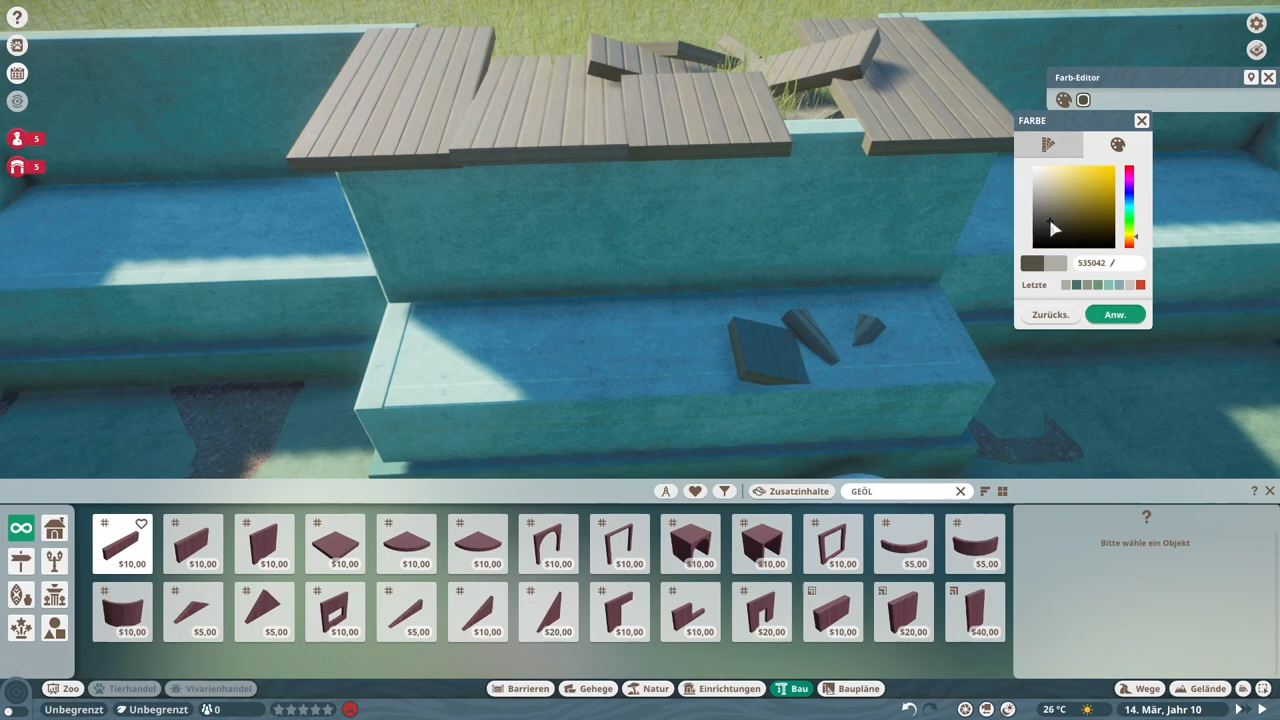 ?
Farb-Editor
5
FARBE
5
535042 /
Letzte
Zurücks. Anw.
Zusatzinhalte GEÖL ?
?
Bitte wähle ein Objekt
$10,00 $10,00 $10,00 $10,00 $10,00 $10,00 $10,00 $10,00 $10,00 $10,00 $10,00 $5,00 $5,00
$10,00 $5,00 $5,00 $10,00 $5,00 $10,00 $20,00 $10,00 $10,00 $20,00 $10,00 $20,00 $40,00
Zoo Tierhandel Vivarienhandel Barrieren Gehege Natur Einrichtungen Bau Baupläne Wege Gelände
Unbegrenzt Unbegrenzt 0 26 °C 14. Mär, Jahr 10